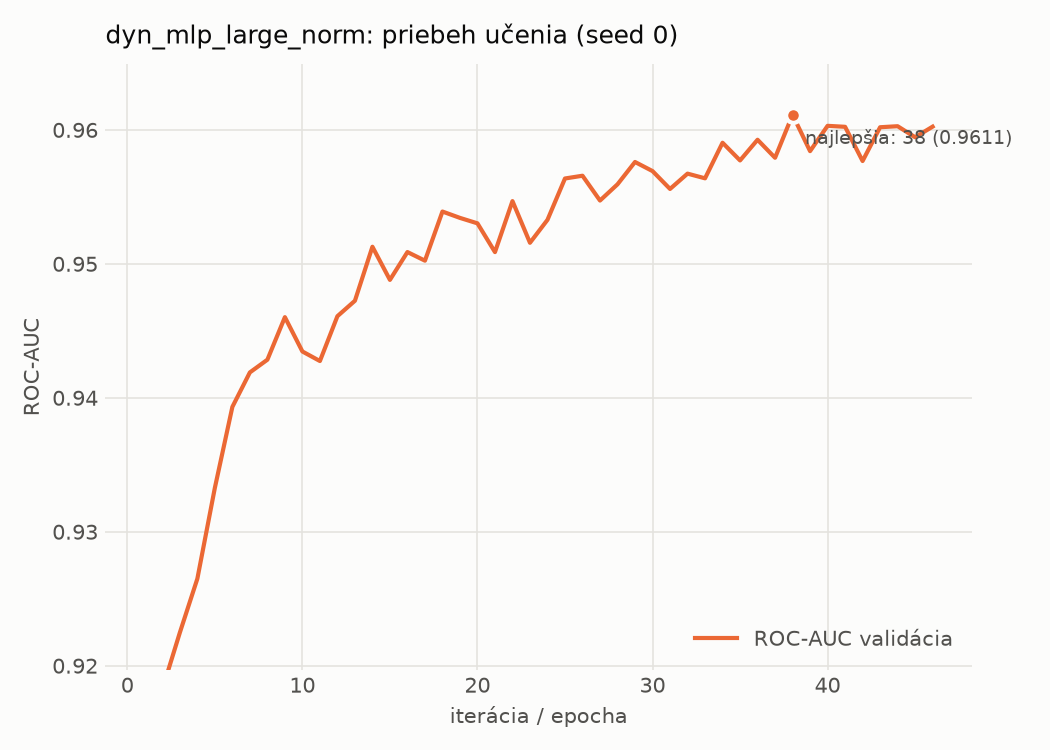 dyn_mlp_large_norm: priebeh učenia (seed 0)
0.96
najlepšia: 38 (0.9611)
0.95
ROC-AUC
0.94
0.93
ROC-AUC validácia
0.92
0 10 20 30 40
iterácia / epocha